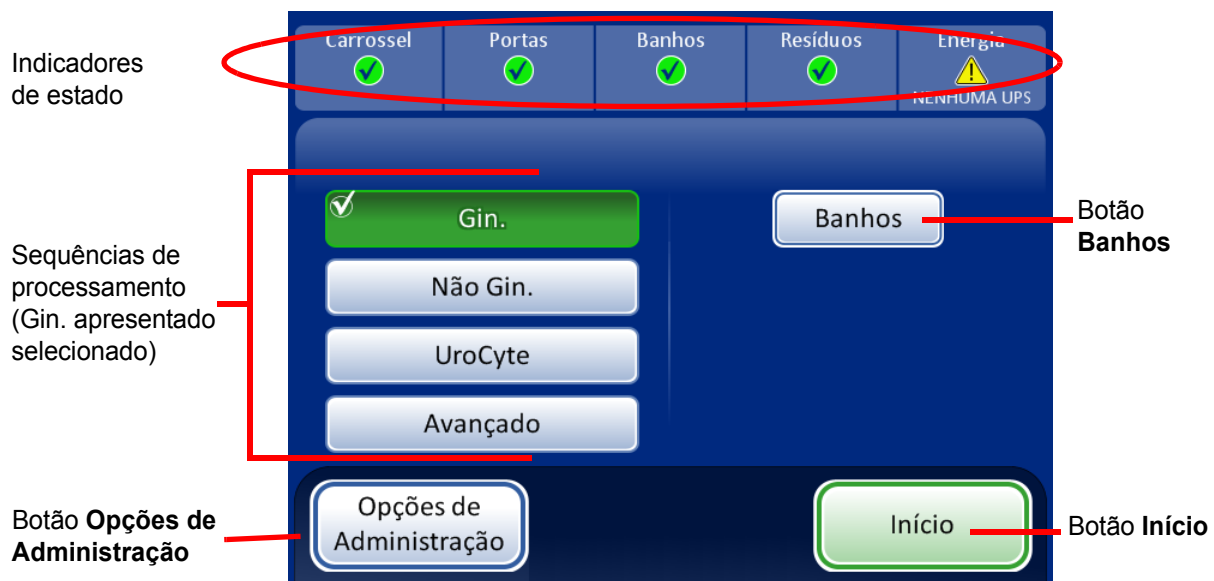 Indicadores
de estado
Carrossel
Portas
Banhos
Resíduos
Energia
NENHUMA UPS
Sequências de
processamento
(Gin. apresentado
selecionado)
Gin.
Não Gin.
UroCyte
Avançado
Banhos
Botão
Banhos
Botão Opções de
Administração
Opções de
Administração
Início
Botão Início